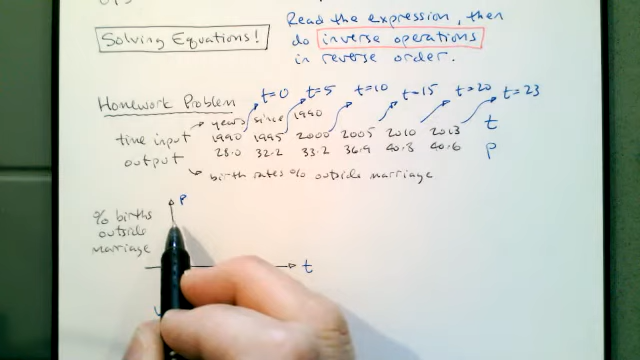 Solving Equations!
Read the expression, then
do inverse operations
in reverse order.
Homework Problem
t=0 t=5 t=10 t=15 t=20 t=23
years since 1990
time input 1990 1995 2000 2005 2010 2013 t
output 28.0 32.2 33.2 36.9 40.8 40.6 P
birth rates % outside marriage
% births
outside
marriage
P
t